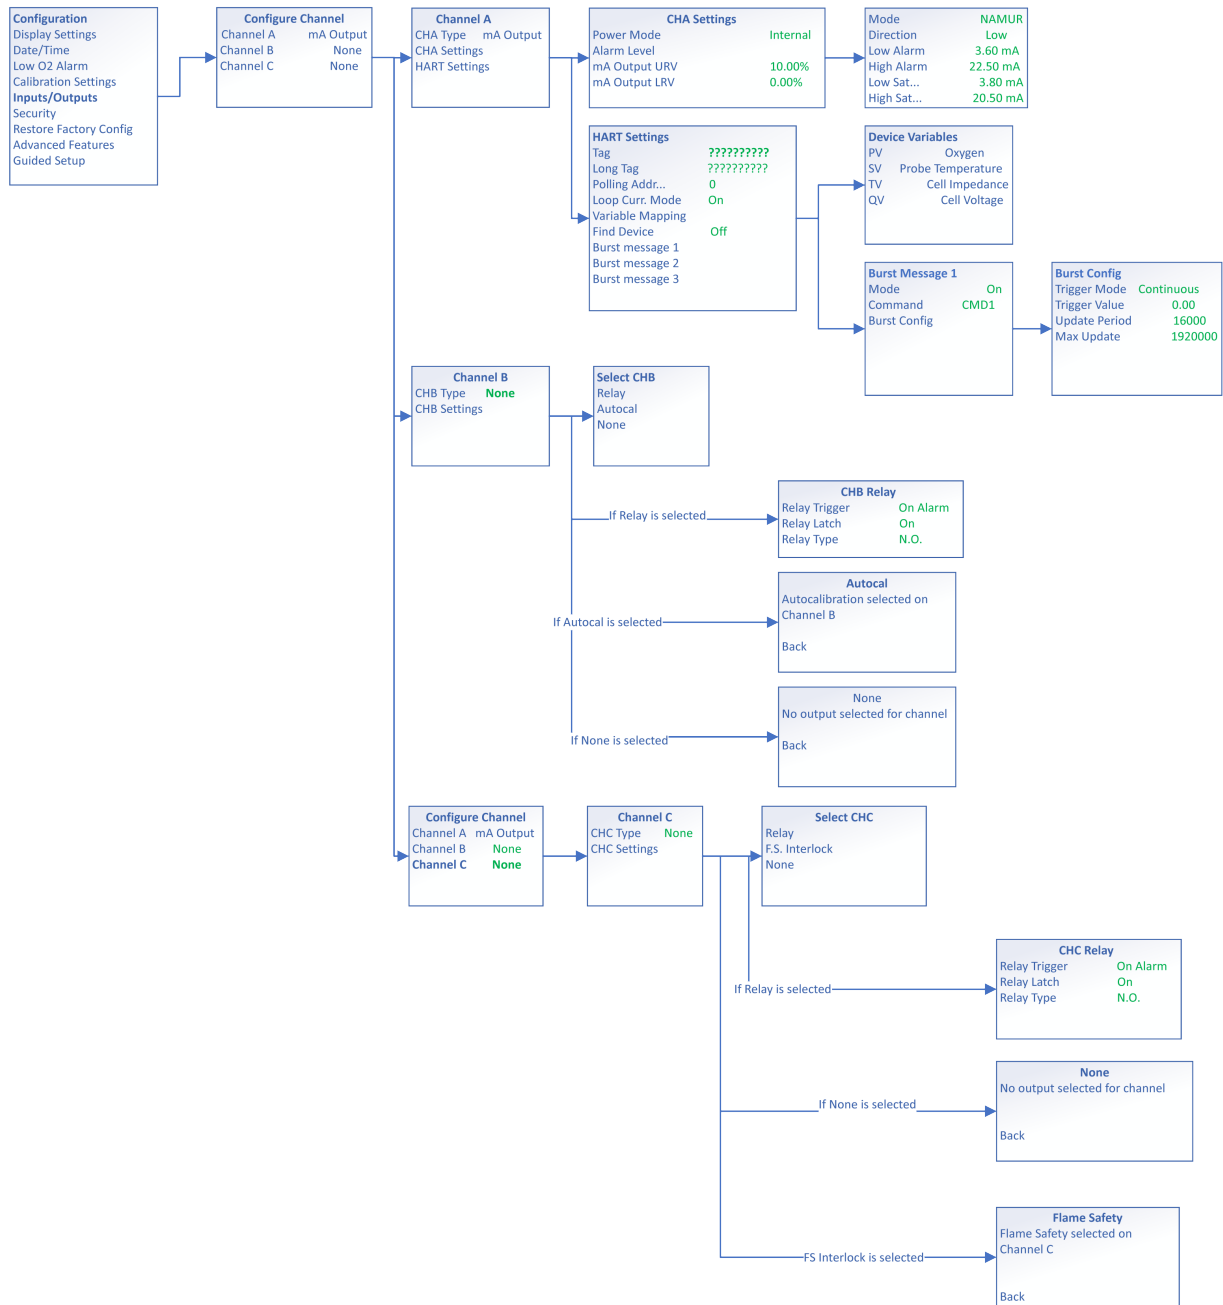 Configuration
Display Settings
Date/Time
Low O2 Alarm
Calibration Settings
Inputs/Outputs
Security
Restore Factory Config
Advanced Features
Guided Setup
Configure Channel
Channel A mA Output
Channel B None
Channel C None
Channel A
CHA Type mA Output
CHA Settings
HART Settings
CHA Settings
Power Mode Internal
Alarm Level
mA Output URV 10.00%
mA Output LRV 0.00%
Mode NAMUR
Direction Low
Low Alarm 3.60 mA
High Alarm 22.50 mA
Low Sat... 3.80 mA
High Sat... 20.50 mA
HART Settings
Tag ??????????
Long Tag ??????????
Polling Addr... 0
Loop Curr. Mode On
Variable Mapping
Find Device Off
Burst message 1
Burst message 2
Burst message 3
Device Variables
PV Oxygen
SV Probe Temperature
TV Cell Impedance
QV Cell Voltage
Burst Message 1
Mode On
Command CMD1
Burst Config
Burst Config
Trigger Mode Continuous
Trigger Value 0.00
Update Period 16000
Max Update 1920000
Channel B
CHB Type None
CHB Settings
Select CHB
Relay
Autocal
None
If Relay is selected
CHB Relay
Relay Trigger On Alarm
Relay Latch On
Relay Type N.O.
If Autocal is selected
Autocal
Autocalibration selected on
Channel B
Back
If None is selected
None
No output selected for channel
Back
Configure Channel
Channel A mA Output
Channel B None
Channel C None
Channel C
CHC Type None
CHC Settings
Select CHC
Relay
F.S. Interlock
None
If Relay is selected
CHC Relay
Relay Trigger On Alarm
Relay Latch On
Relay Type N.O.
If None is selected
None
No output selected for channel
Back
FS Interlock is selected
Flame Safety
Flame Safety selected on
Channel C
Back